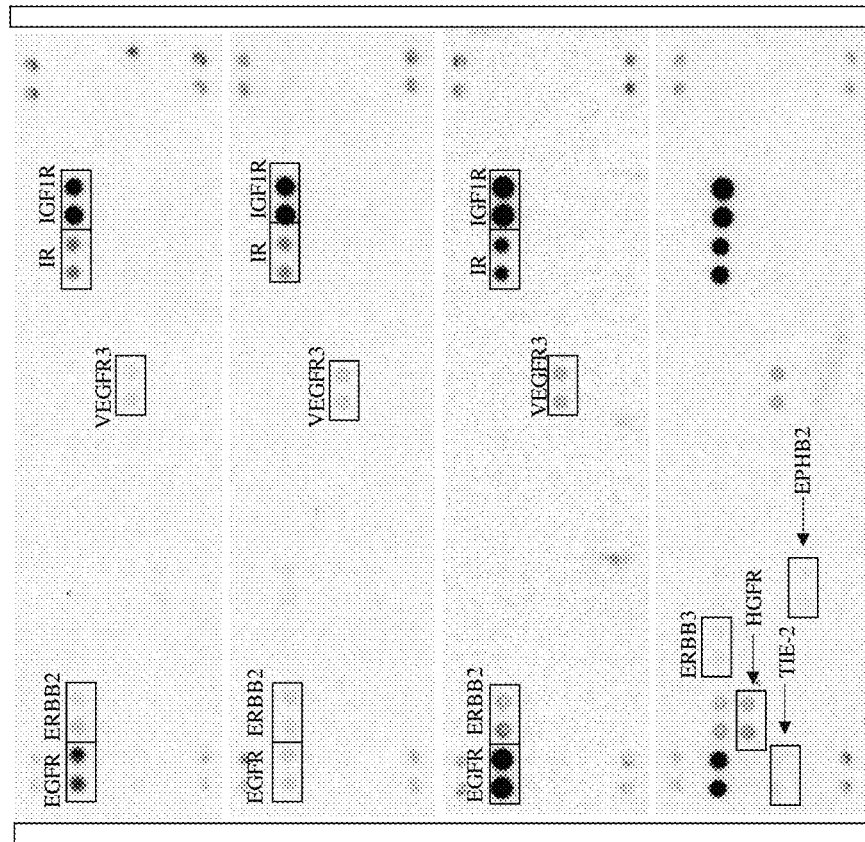 EGFR
ERBB2
VEGFR3
IR
IGF1R
EGFR
ERBB2
VEGFR3
IR
IGF1R
EGFR
ERBB2
VEGFR3
IR
IGF1R
ERBB3
HGFR
TIE-2
EPHB2